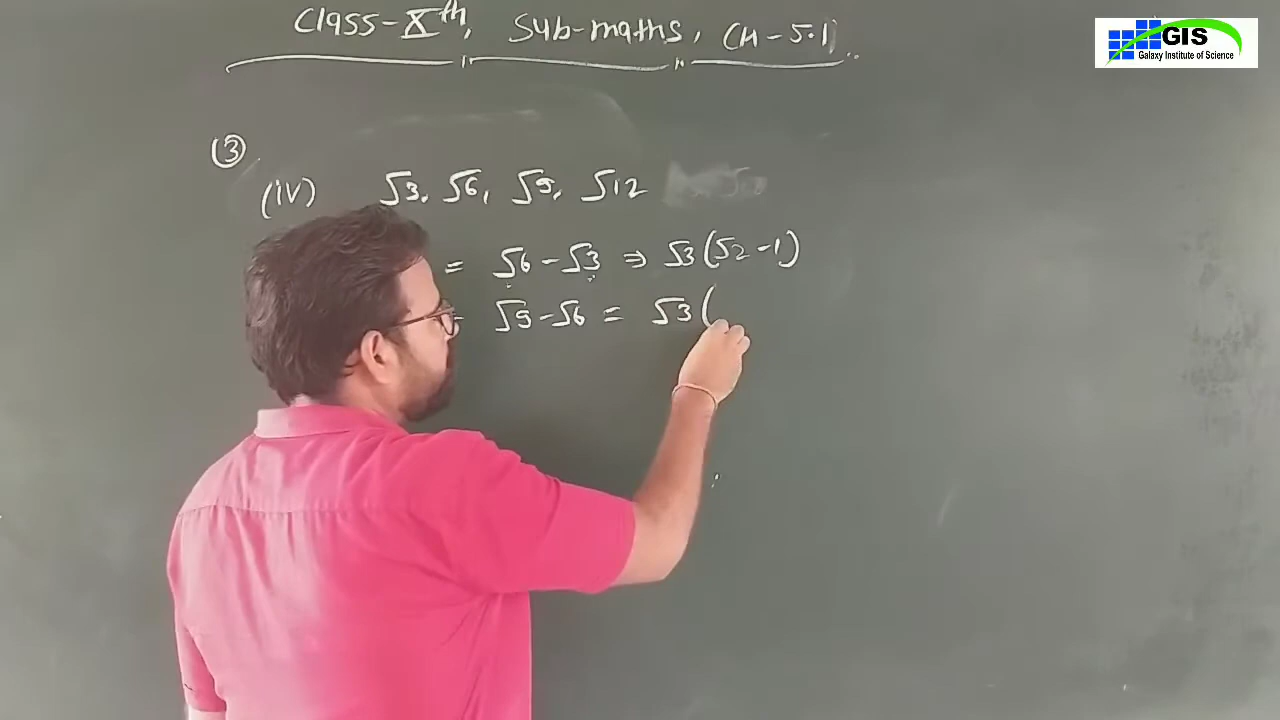 Class-Xth, Sub-maths, CH-5.1
GIS
Galaxy Institute of Science
③
(iv) √3, √6, √9, √12
= √6 - √3 ⇒ √3(√2 - 1)
- √9 - √6 = √3(